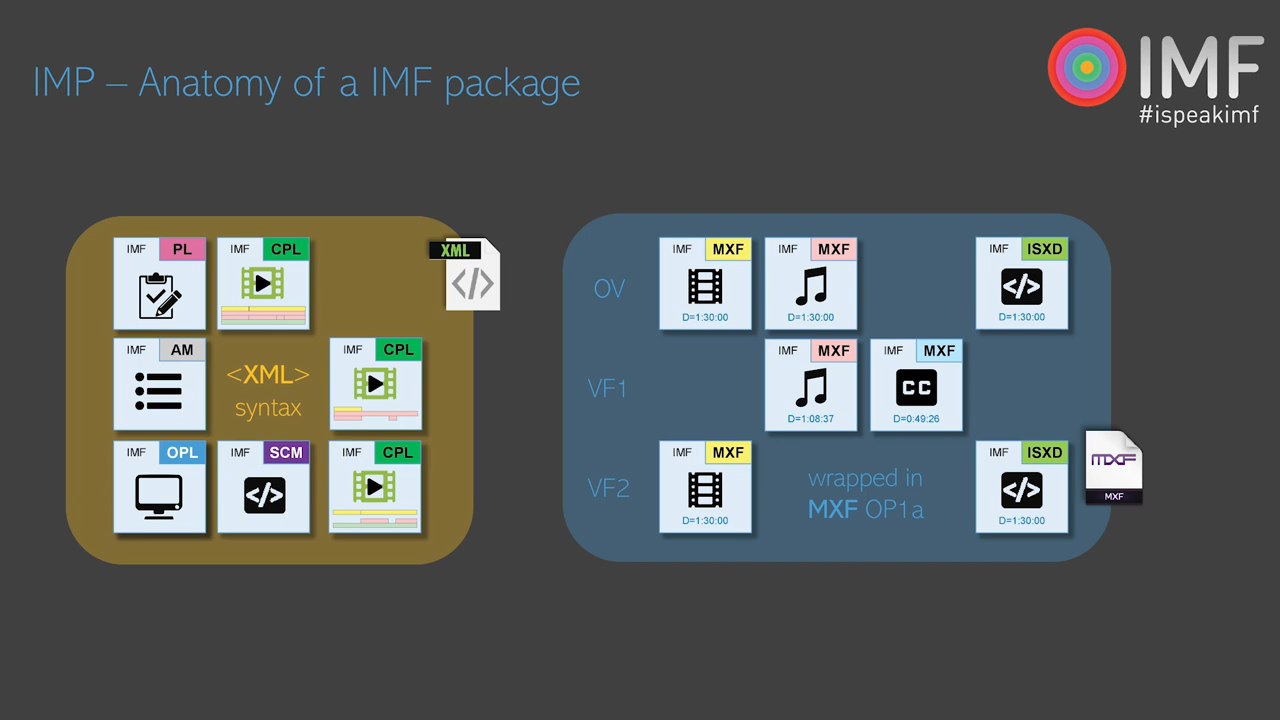 IMP – Anatomy of a IMF package
IMF
#ispeakimf
IMF PL
IMF CPL
XML
</>
IMF AM
<XML>
syntax
IMF CPL
IMF OPL
IMF SCM
</>
IMF CPL
OV
IMF MXF
D=1:30:00
IMF MXF
D=1:30:00
IMF ISXD
</>
D=1:30:00
VF1
IMF MXF
D=1:08:37
IMF MXF
CC
D=0:49:26
VF2
IMF MXF
D=1:30:00
wrapped in
MXF OP1a
IMF ISXD
</>
D=1:30:00
MXF
MXF